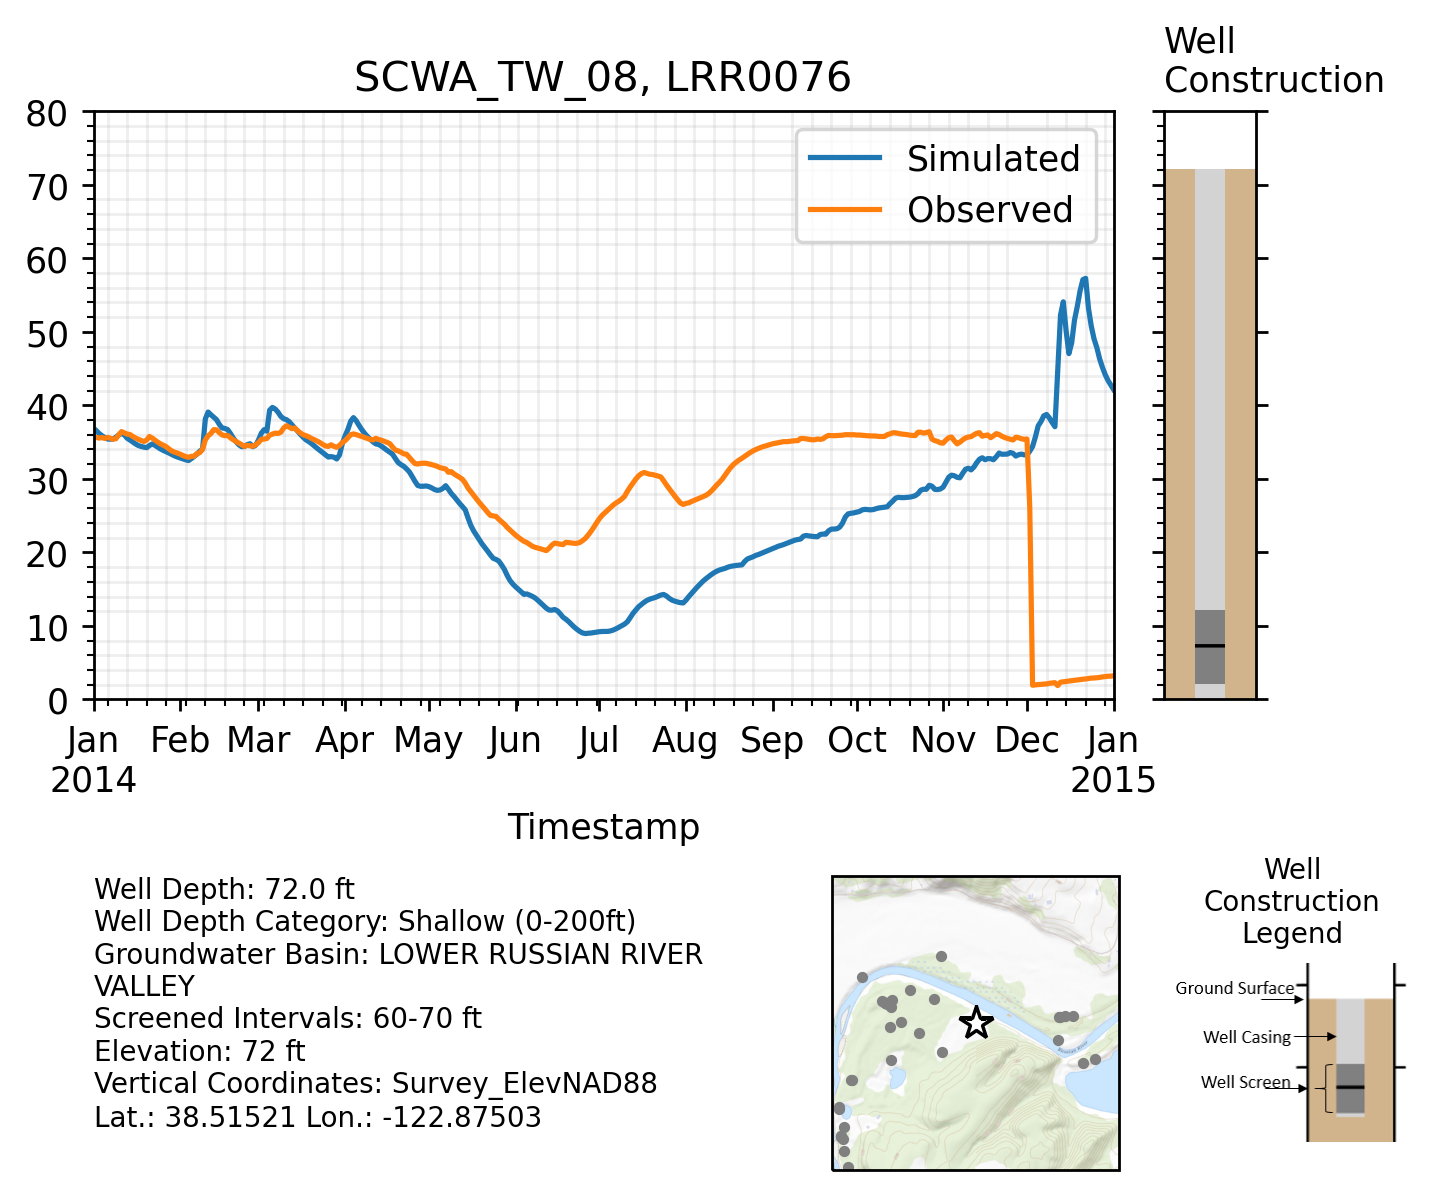 Well
Construction
SCWA_TW_08, LRR0076
80
70
60
50
40
30
20
10
0
Simulated
Observed
Jan
2014
Feb
Mar
Apr
May
Jun
Jul
Aug
Sep
Oct
Nov
Dec
Jan
2015
Timestamp
Well Depth: 72.0 ft
Well Depth Category: Shallow (0-200ft)
Groundwater Basin: LOWER RUSSIAN RIVER
VALLEY
Screened Intervals: 60-70 ft
Elevation: 72 ft
Vertical Coordinates: Survey_ElevNAD88
Lat.: 38.51521 Lon.: -122.87503
Russian River
Well
Construction
Legend
Ground Surface
Well Casing
Well Screen